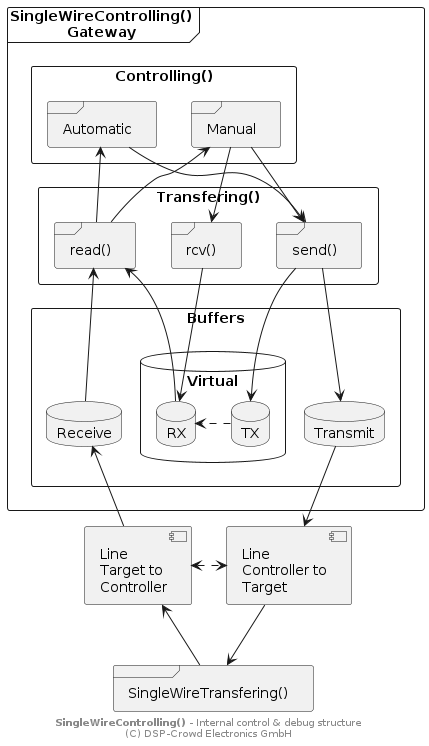 SingleWireControlling()
Gateway
Controlling()
Automatic
Manual
Transfering()
read()
rcv()
send()
Buffers
Virtual
Receive
RX
TX
Transmit
Line
Target to
Controller
Line
Controller to
Target
SingleWireTransfering()
SingleWireControlling() - Internal control & debug structure
(C) DSP-Crowd Electronics GmbH